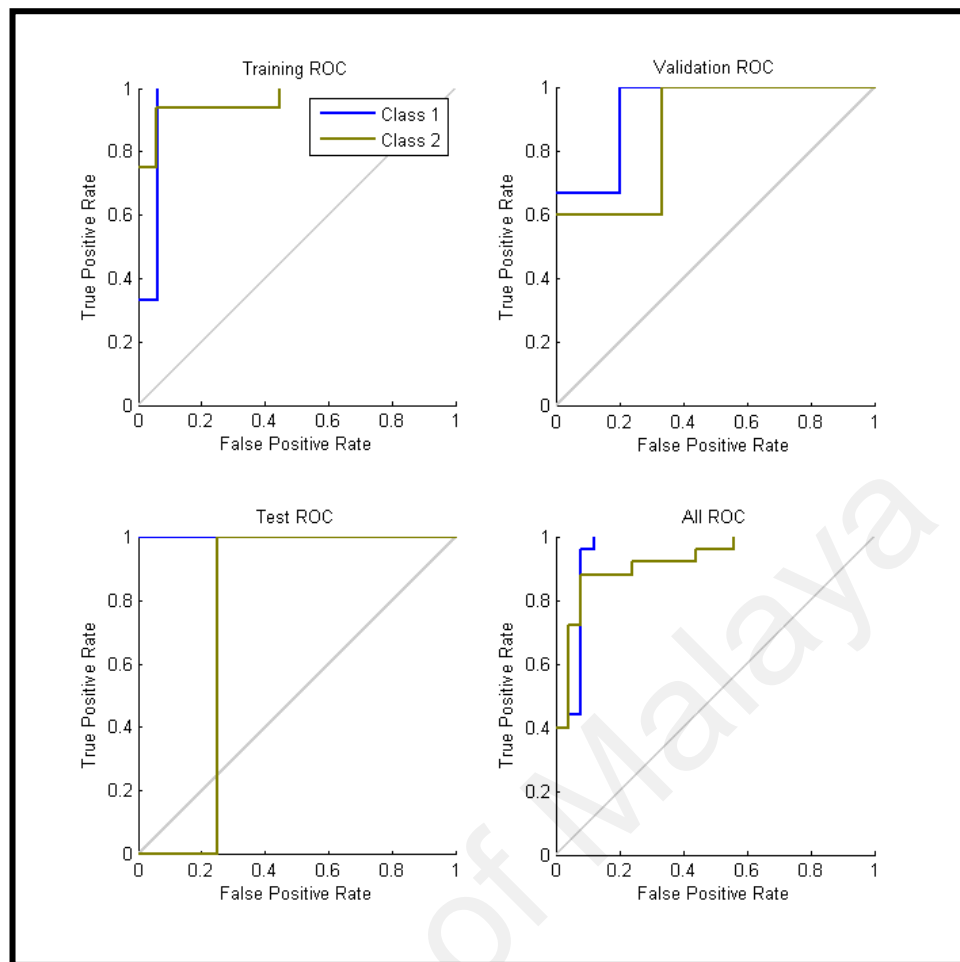 Training ROC
1
0.8
0.6
0.4
0.2
0
True Positive Rate
Class 1
Class 2
0 0.2 0.4 0.6 0.8 1
False Positive Rate
Validation ROC
1
0.8
0.6
0.4
0.2
0
True Positive Rate
0 0.2 0.4 0.6 0.8 1
False Positive Rate
Test ROC
1
0.8
0.6
0.4
0.2
0
True Positive Rate
0 0.2 0.4 0.6 0.8 1
False Positive Rate
All ROC
1
0.8
0.6
0.4
0.2
0
True Positive Rate
0 0.2 0.4 0.6 0.8 1
False Positive Rate
of Malaya